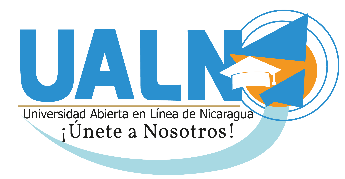 UALN
Universidad Abierta en Línea de Nicaragua
¡Únete a Nosotros!